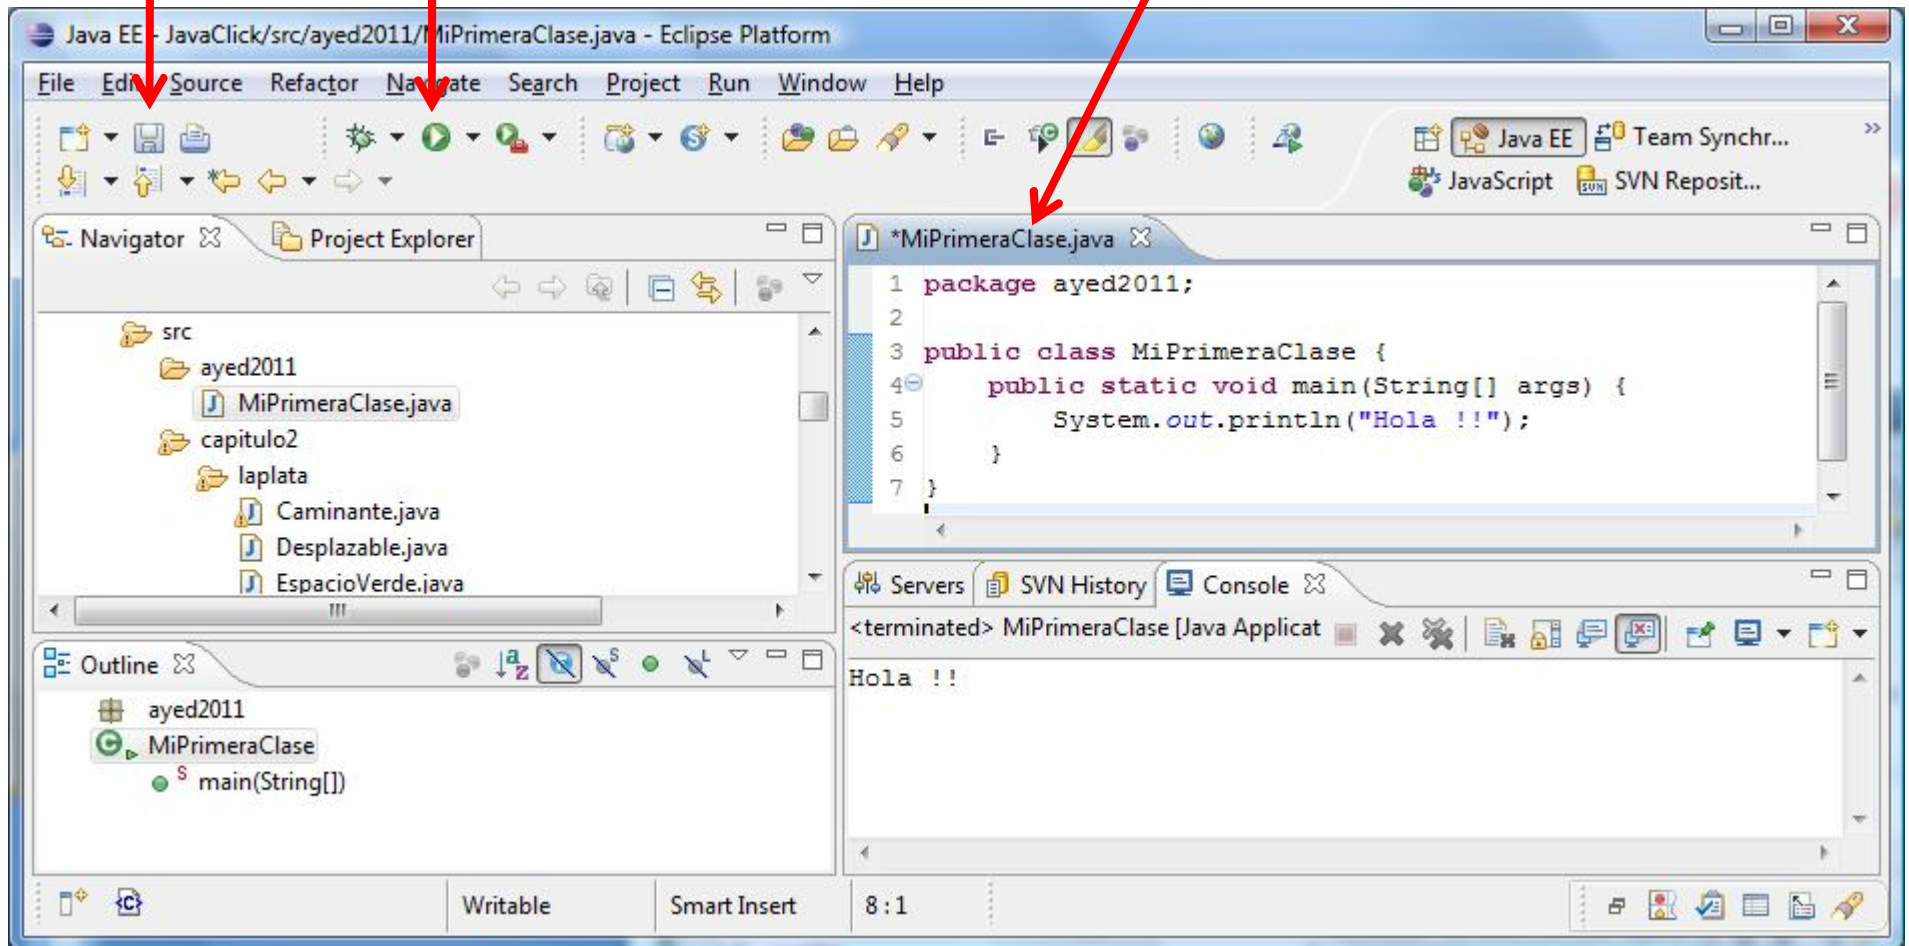 Java EE - JavaClick/src/ayed2011/MiPrimeraClase.java - Eclipse Platform
File Edit Source Refactor Navigate Search Project Run Window Help
Java EE Team Synchr... »
JavaScript SVN Reposit...
Navigator Project Explorer
src
ayed2011
MiPrimeraClase.java
capitulo2
laplata
Caminante.java
Desplazable.java
EspacioVerde.java
Outline
ayed2011
MiPrimeraClase
main(String[])
*MiPrimeraClase.java
1 package ayed2011;
2
3 public class MiPrimeraClase {
4 public static void main(String[] args) {
5 System.out.println("Hola !!");
6 }
7 }
Servers SVN History Console
<terminated> MiPrimeraClase [Java Applicat
Hola !!
Writable Smart Insert 8 : 1